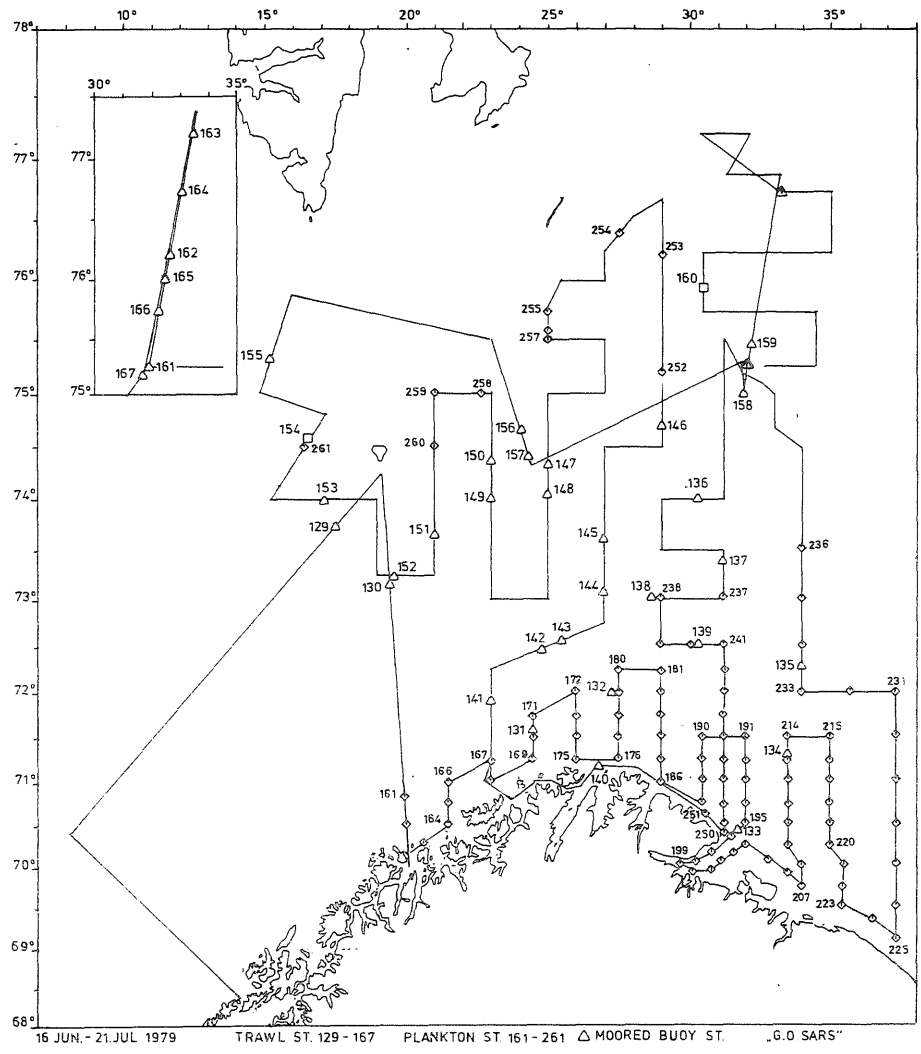 10° 15° 20° 25° 30° 35°
78°
30° 35°
163
77° 77°
164
254 253
162
76° 165 76°
160
166 255
257 159
155
161
167 75° 75°
259 258 252
158
156 146
154
261 260 150 157 147
149 148
74° 153 .136
129 151 145 236
152 137
130 144
73° 138 238 237
143
142 139 241
180 181 135
72° 172 132 233 231
141 171
131 190 191 214 215
167 169 175 176 134
71° 166 140 186
161 251
164 195
250 133
199 220
70°
207
223
69° 225
68°
16 JUN.-21.JUL 1979 TRAWL ST. 129-167 PLANKTON ST. 161-261 △ MOORED BUOY ST. „G.O SARS"